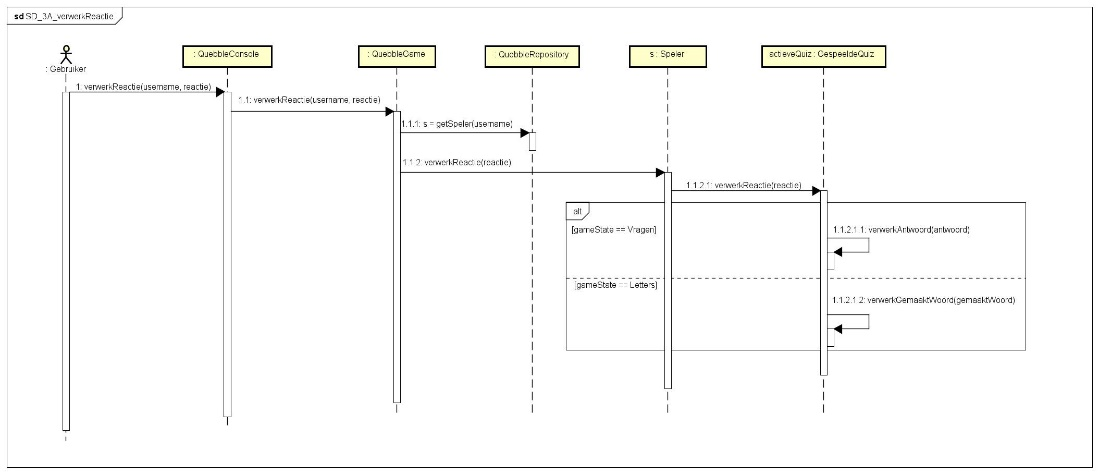 sd SD_3A_verwerkReactie
: Gebruiker
: QuebbleConsole
: QuebbleGame
: QuebbleRepository
s : Speler
actieveQuiz : GespeeldeQuiz
1: verwerkReactie(username, reactie)
1.1: verwerkReactie(username, reactie)
1.1.1: s = getSpeler(username)
1.1.2: verwerkReactie(reactie)
1.1.2.1: verwerkReactie(reactie)
alt
[gameState == Vragen]
1.1.2.1.1: verwerkAntwoord(antwoord)
[gameState == Letters]
1.1.2.1.2: verwerkGemaaktWoord(gemaaktWoord)